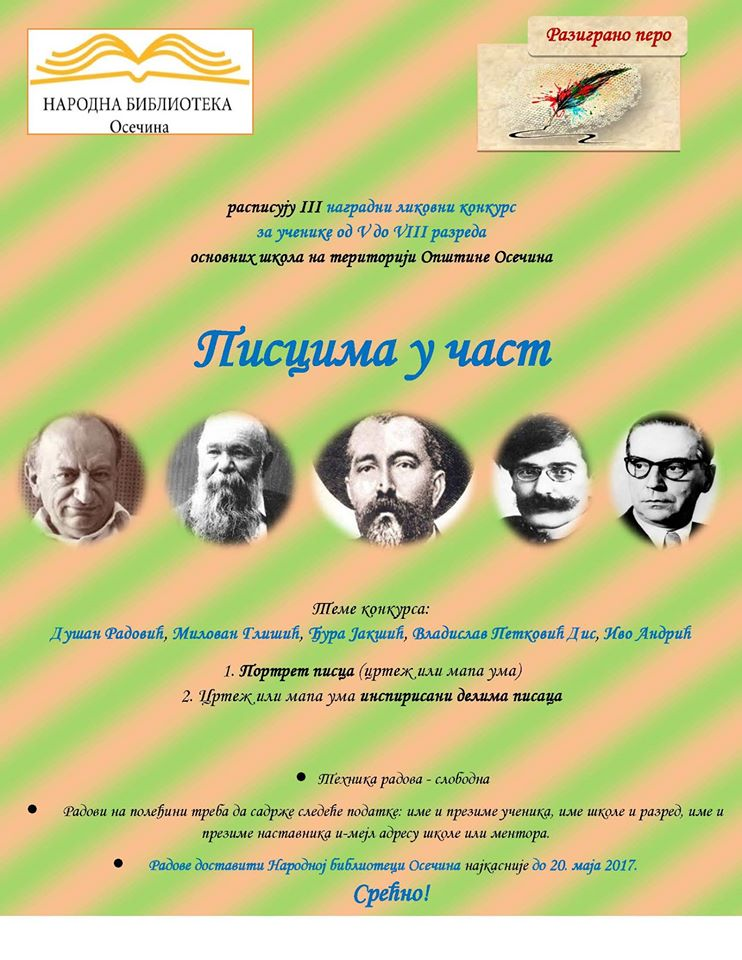 НАРОДНА БИБЛИОТЕКА
Осечина
Разиграно перо
расписују III наградни ликовни конкурс
за ученике од V до VIII разреда
основних школа на територији Општине Осечина
Писцима у част
Теме конкурса:
Душан Радовић, Милован Глишић, Ђура Јакшић, Владислав Петковић Дис, Иво Андрић
1. Портрет писца (цртеж или мапа ума)
2. Цртеж или мапа ума инспирисани делима писаца
• Техника радова - слободна
• Радови на полеђини треба да садрже следеће податке: име и презиме ученика, име школе и разред, име и
презиме наставника и-мејл адресу школе или ментора.
• Радове доставити Народној библиотеци Осечина најкасније до 20. маја 2017.
Срећно!